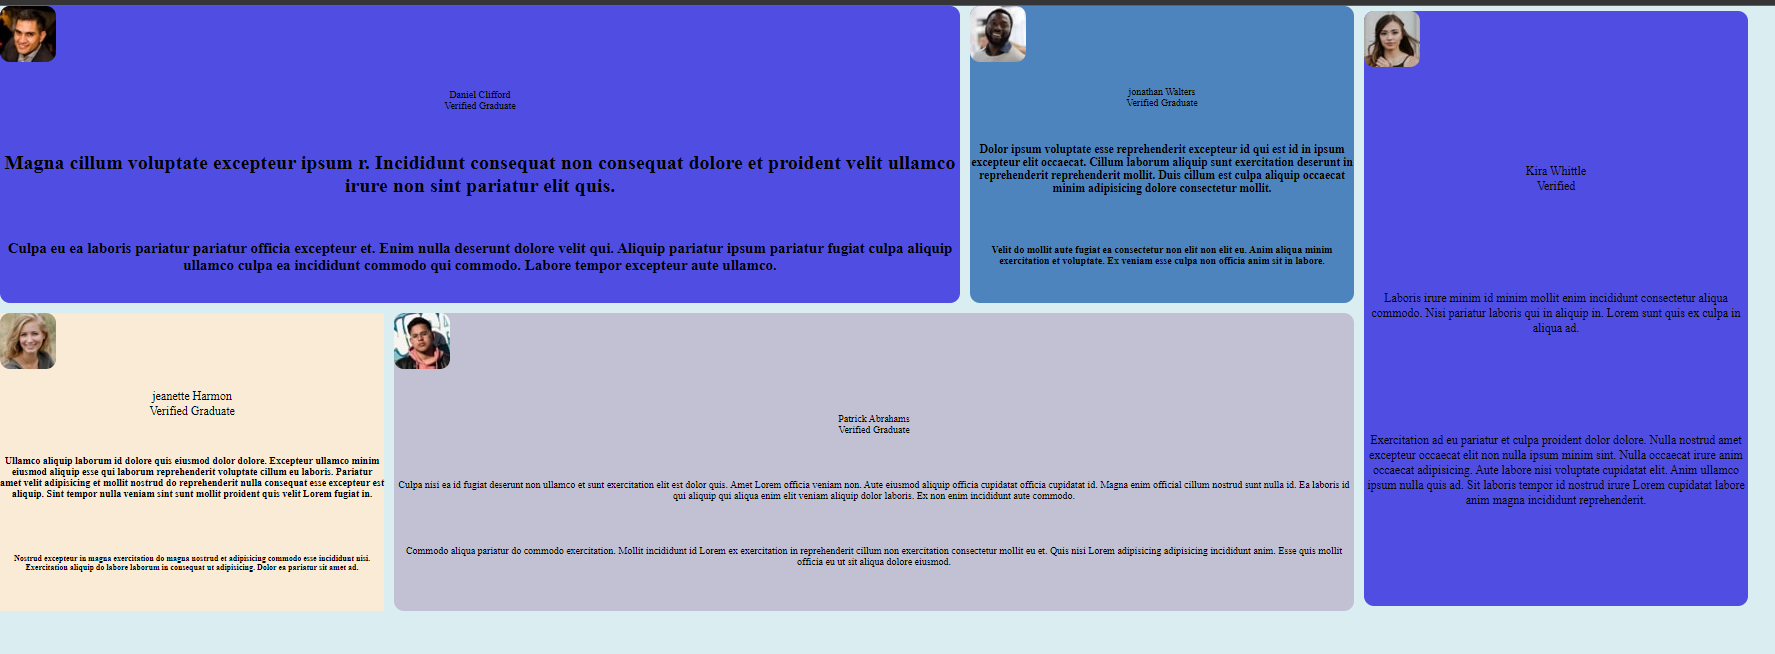 Daniel Clifford
Verified Graduate
Magna cillum voluptate excepteur ipsum r. Incididunt consequat non consequat dolore et proident velit ullamco
irure non sint pariatur elit quis.
Culpa eu ea laboris pariatur pariatur officia excepteur et. Enim nulla deserunt dolore velit qui. Aliquip pariatur ipsum pariatur fugiat culpa aliquip
ullamco culpa ea incididunt commodo qui commodo. Labore tempor excepteur aute ullamco.
jonathan Walters
Verified Graduate
Dolor ipsum voluptate esse reprehenderit excepteur id qui est id in ipsum
excepteur elit occaecat. Cillum laborum aliquip sunt exercitation deserunt in
reprehenderit reprehenderit mollit. Duis cillum est culpa aliquip occaecat
minim adipisicing dolore consectetur mollit.
Velit do mollit aute fugiat ea consectetur non elit non elit eu. Anim aliqua minim
exercitation et voluptate. Ex veniam esse culpa non officia anim sit in labore.
Kira Whittle
Verified
Laboris irure minim id minim mollit enim incididunt consectetur aliqua
commodo. Nisi pariatur laboris qui in aliquip in. Lorem sunt quis ex culpa in
aliqua ad.
Exercitation ad eu pariatur et culpa proident dolor dolore. Nulla nostrud amet
excepteur occaecat elit non nulla ipsum minim sint. Nulla occaecat irure anim
occaecat adipisicing. Aute labore nisi voluptate cupidatat elit. Anim ullamco
ipsum nulla quis ad. Sit laboris tempor id nostrud irure Lorem cupidatat labore
anim magna incididunt reprehenderit.
jeanette Harmon
Verified Graduate
Ullamco aliquip laborum id dolore quis eiusmod dolor dolore. Excepteur ullamco minim
eiusmod aliquip esse qui laborum reprehenderit voluptate cillum eu laboris. Pariatur
amet velit adipisicing et mollit nostrud do reprehenderit nulla consequat esse excepteur est
aliquip. Sint tempor nulla veniam sint sunt mollit proident quis velit Lorem fugiat in.
Nostrud excepteur in magna exercitation do magna nostrud et adipisicing commodo esse incididunt nisi.
Exercitation aliquip do labore laborum in consequat ut adipisicing. Dolor ea pariatur sit amet ad.
Patrick Abrahams
Verified Graduate
Culpa nisi ea id fugiat deserunt non ullamco et sunt exercitation elit est dolor quis. Amet Lorem officia veniam non. Aute eiusmod aliquip officia cupidatat officia cupidatat id. Magna enim official cillum nostrud sunt nulla id. Ea laboris id
qui aliquip qui aliqua enim elit veniam aliquip dolor laboris. Ex non enim incididunt aute commodo.
Commodo aliqua pariatur do commodo exercitation. Mollit incididunt id Lorem ex exercitation in reprehenderit cillum non exercitation consectetur mollit eu et. Quis nisi Lorem adipisicing adipisicing incididunt anim. Esse quis mollit
officia eu ut sit aliqua dolore eiusmod.